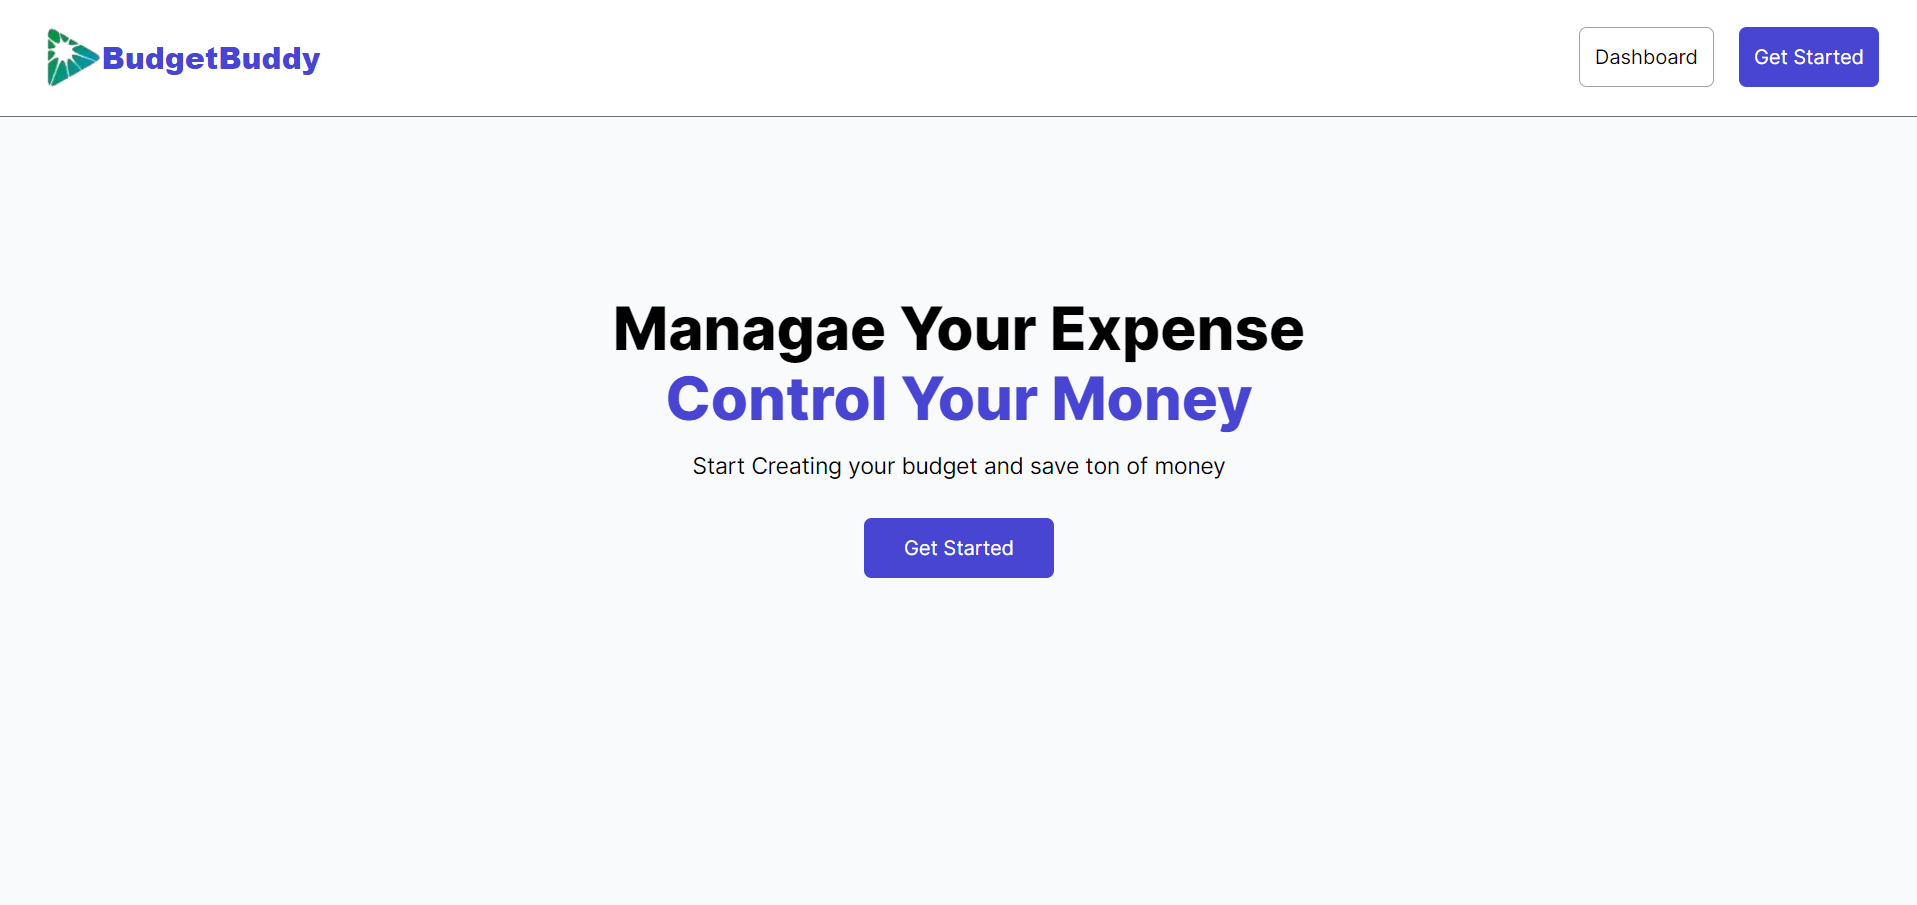 BudgetBuddy
Dashboard
Get Started
Managae Your Expense
Control Your Money
Start Creating your budget and save ton of money
Get Started